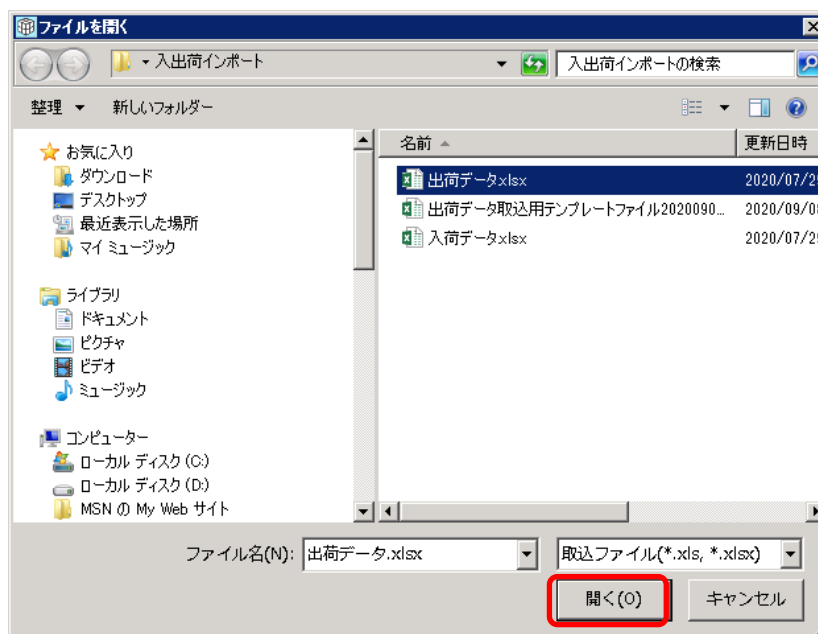 ファイルを開く
入出荷インポート
入出荷インポートの検索
整理
新しいフォルダー
名前
更新日時
お気に入り
ダウンロード
デスクトップ
最近表示した場所
マイ ミュージック
ライブラリ
ドキュメント
ピクチャ
ビデオ
ミュージック
コンピューター
ローカル ディスク (C:)
ローカル ディスク (D:)
MSN の My Web サイト
出荷データ.xlsx 2020/07/2
出荷データ取込用テンプレートファイル2020090... 2020/09/0
入荷データ.xlsx 2020/07/2
ファイル名(N): 出荷データ.xlsx 取込ファイル(*.xls, *.xlsx)
開く(O) キャンセル